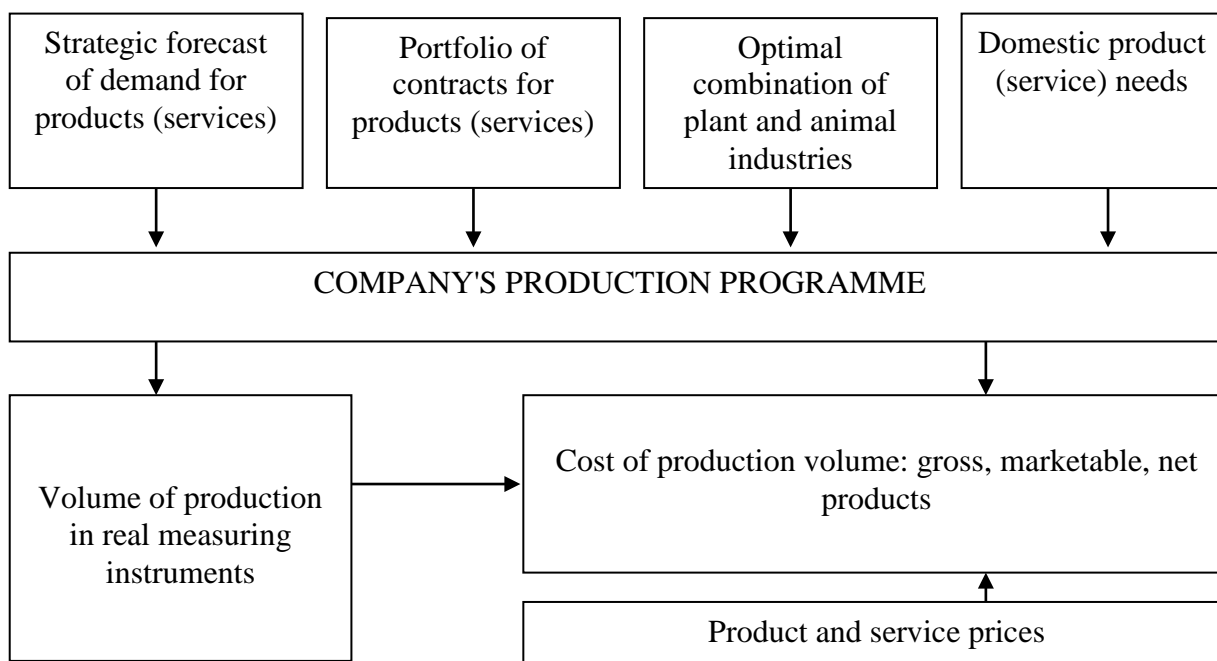 Strategic forecast
of demand for
products (services)
Portfolio of
contracts for
products (services)
Optimal
combination of
plant and animal
industries
Domestic product
(service) needs
COMPANY'S PRODUCTION PROGRAMME
Volume of production
in real measuring
instruments
Cost of production volume: gross, marketable, net
products
Product and service prices